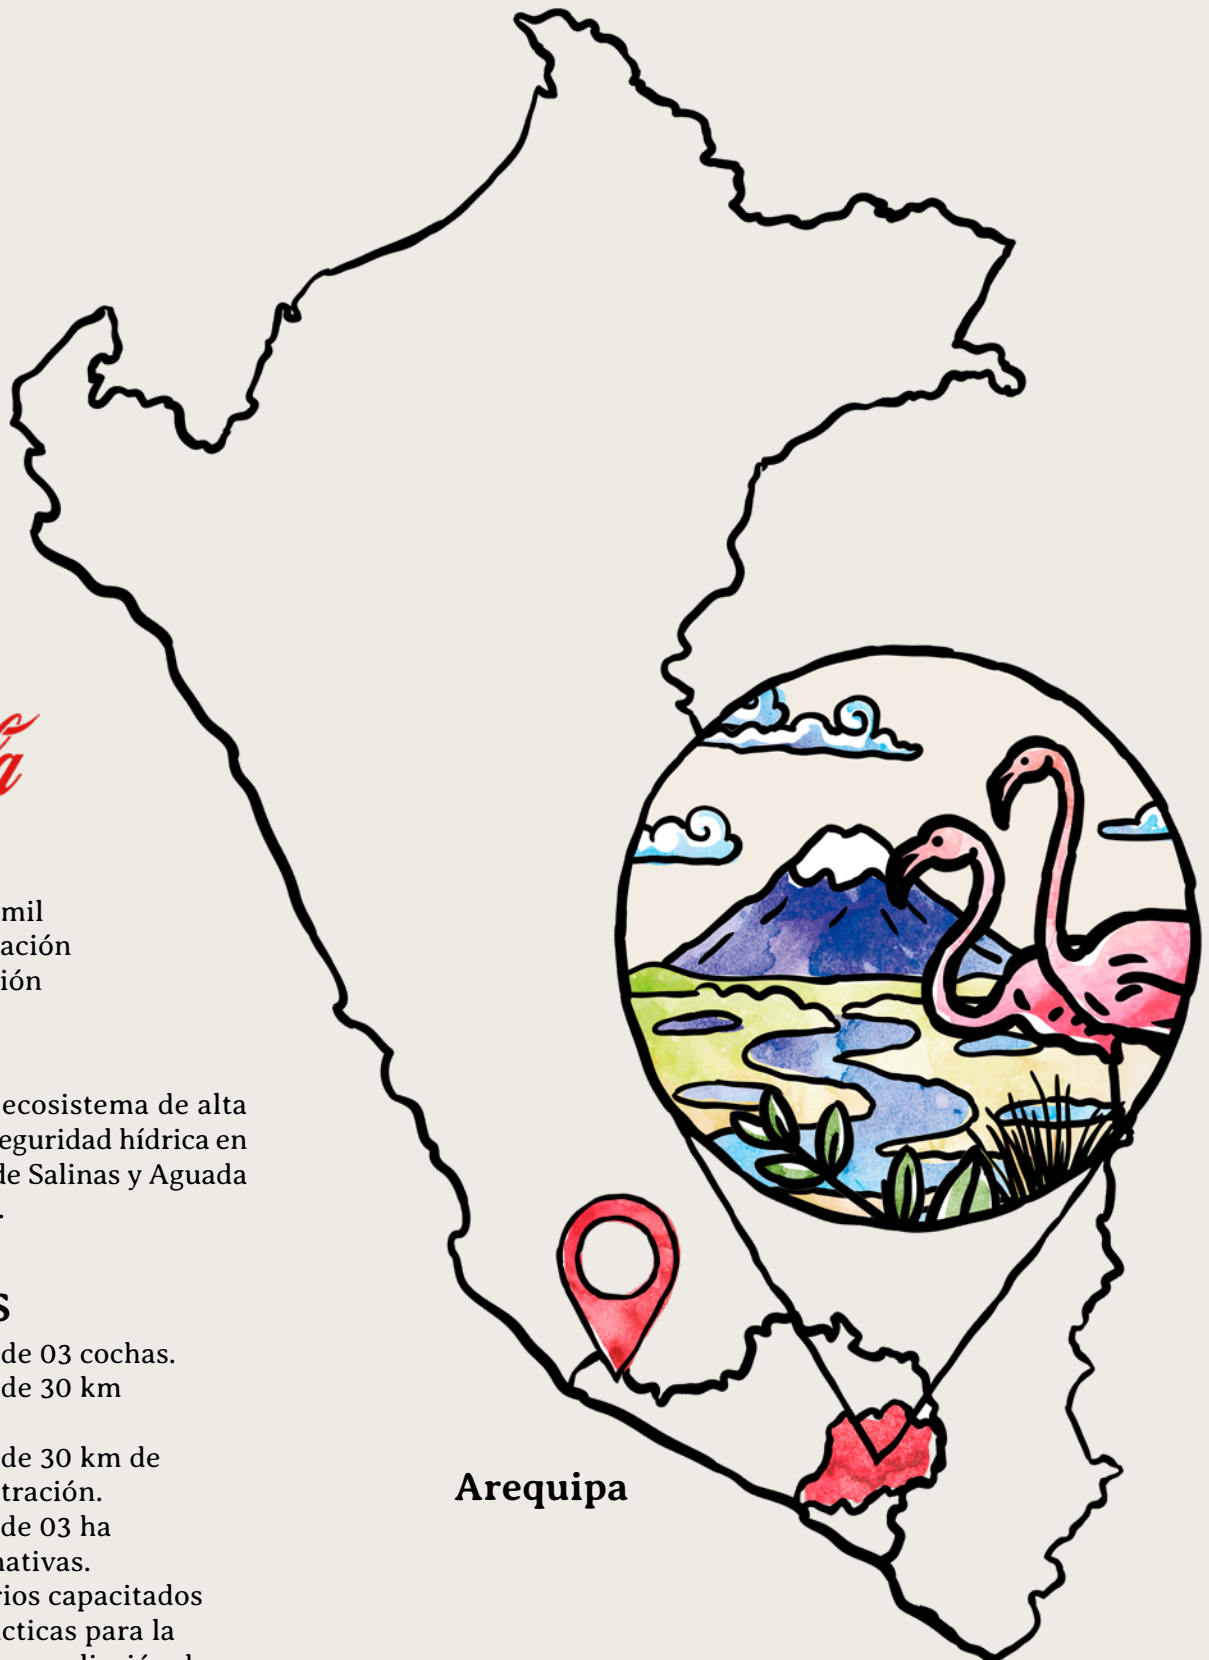 mil
ación
ión
ecosistema de alta
eguridad hídrica en
de Salinas y Aguada
.
s
de 03 cochas.
de 30 km
de 30 km de
tración.
de 03 ha
nativas.
rios capacitados
cticas para la
Arequipa